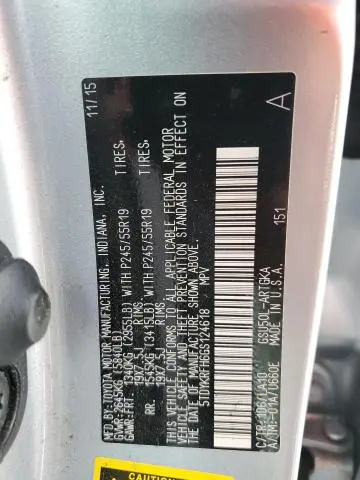 MFD.BY:TOYOTA MOTOR MANUFACTURING, INDIANA, INC. 11/15
GVWR:2645KG (5840LB)
GAWR:FRT. 1340KG (2955LB) WITH P245/55R19 TIRES.
19X7.5J RIMS
RR. 1545KG (3415LB) WITH P245/55R19 TIRES.
19X7.5J RIMS
THIS VEHICLE CONFORMS TO ALL APPLICABLE FEDERAL MOTOR
VEHICLE SAFETY AND THEFT PREVENTION STANDARDS IN EFFECT ON
THE DATE OF MANUFACTURE SHOWN ABOVE.
5TDYKRFH6GS124618 MPV
C/TR:1D6/LA10 GSU50L-ARTGKA
A/TM:-01A/U660E MADE IN U.S.A. 151 A